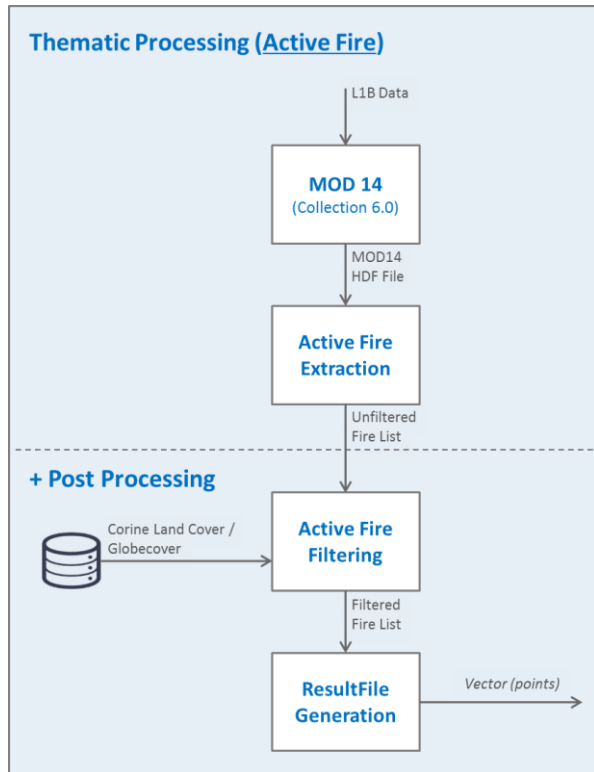 Thematic Processing (Active Fire)
L1B Data
MOD 14
(Collection 6.0)
MOD14
HDF File
Active Fire
Extraction
Unfiltered
Fire List
+ Post Processing
Corine Land Cover /
Globecover
Active Fire
Filtering
Filtered
Fire List
ResultFile
Generation
Vector (points)